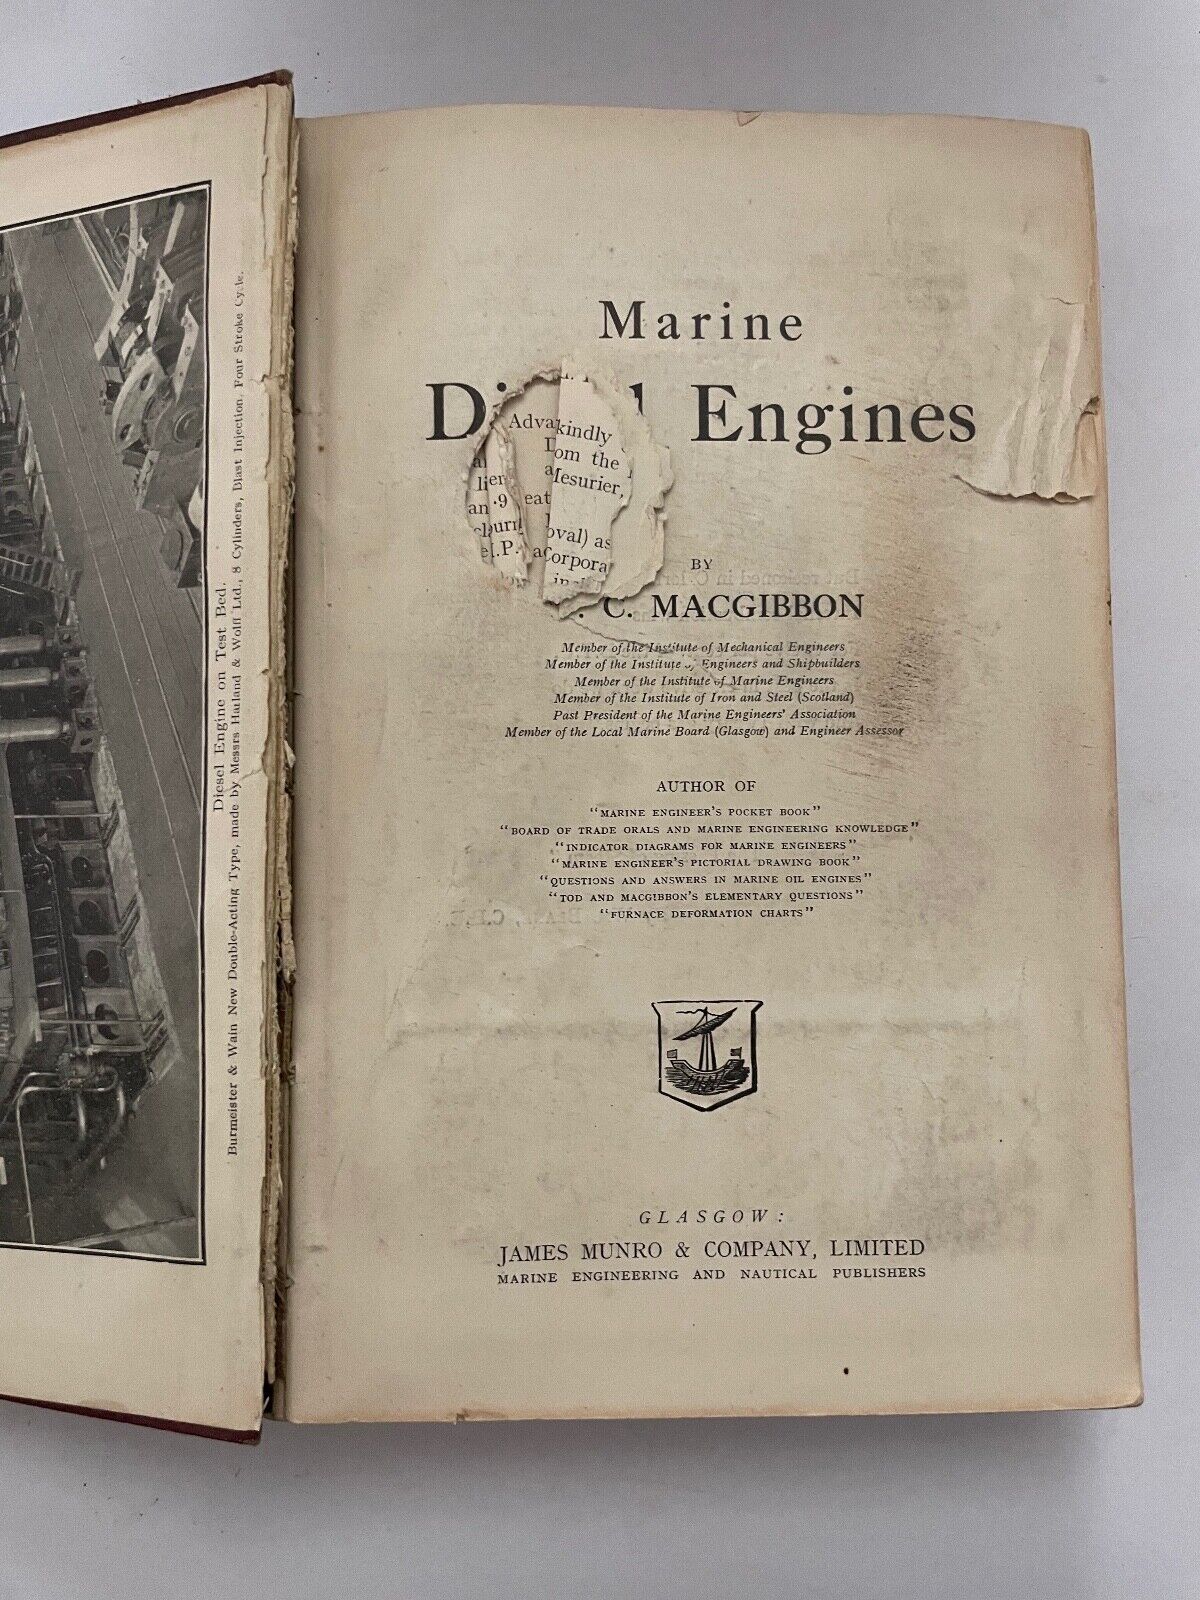 Diesel Engine on Test Bed.
Burmeister & Wain New Double-Acting Type, made by Messrs Harland & Wolff Ltd., 8 Cylinders, Blast Injection. Four Stroke Cycle.
Marine
Engines
Adva kindly
om the
lien esurier,
an ·9 eat
oval) as
.P. Corpora
BY
C. MACGIBBON
Member of the Institute of Mechanical Engineers
Member of the Institute of Engineers and Shipbuilders
Member of the Institute of Marine Engineers
Member of the Institute of Iron and Steel (Scotland)
Past President of the Marine Engineers' Association
Member of the Local Marine Board (Glasgow) and Engineer Assessor
AUTHOR OF
"MARINE ENGINEER'S POCKET BOOK"
"BOARD OF TRADE ORALS AND MARINE ENGINEERING KNOWLEDGE"
"INDICATOR DIAGRAMS FOR MARINE ENGINEERS"
"MARINE ENGINEER'S PICTORIAL DRAWING BOOK"
"QUESTIONS AND ANSWERS IN MARINE OIL ENGINES"
"TOD AND MACGIBBON'S ELEMENTARY QUESTIONS"
"FURNACE DEFORMATION CHARTS"
GLASGOW:
JAMES MUNRO & COMPANY, LIMITED
MARINE ENGINEERING AND NAUTICAL PUBLISHERS